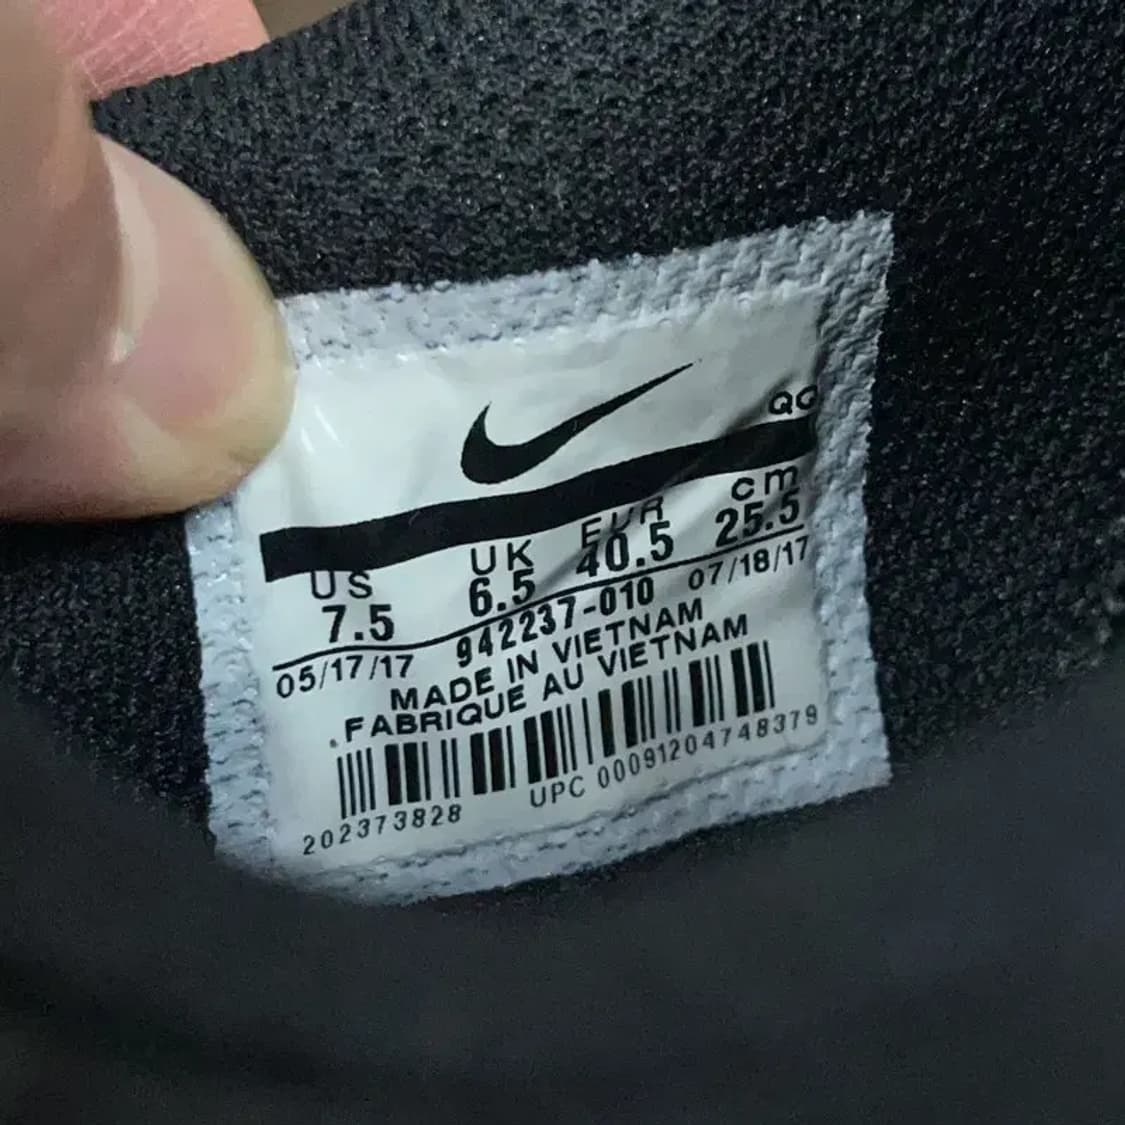 QC
US UK EUR cm
7.5 6.5 40.5 25.5
05/17/17 942237-010 07/18/17
MADE IN VIETNAM
FABRIQUE AU VIETNAM
202373828 UPC 00091204748379